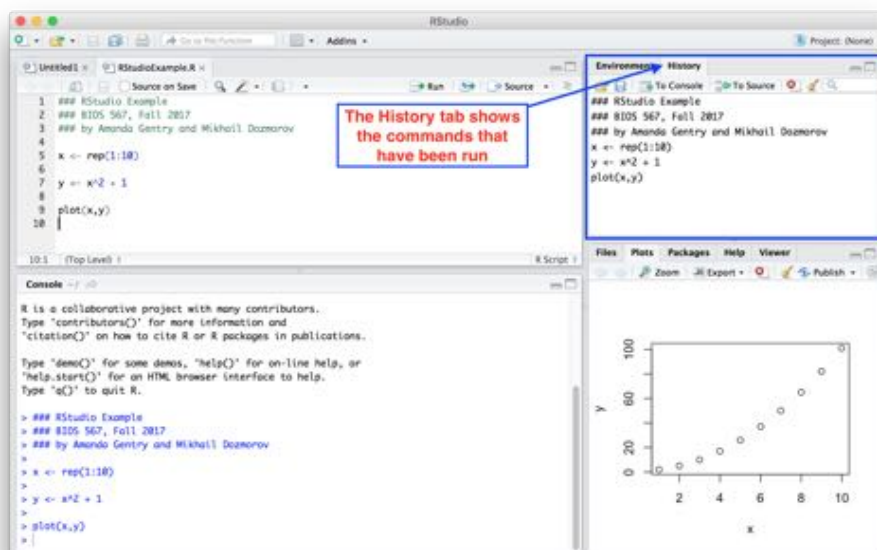 RStudio
Go to file/function
Addins
Project: (None)
Untitled1 ×
RStudioExample.R ×
Source on Save
Run
Source
1 ### RStudio Example
2 ### BIOS 567, Fall 2017
3 ### by Amanda Gentry and Mikhail Dozmorov
4
5 x <- rep(1:10)
6
7 y <- x^2 + 1
8
9 plot(x,y)
10
10:1 (Top Level) R Script
The History tab shows
the commands that
have been run
Environment History
To Console To Source
### RStudio Example
### BIOS 567, Fall 2017
### by Amanda Gentry and Mikhail Dozmorov
x <- rep(1:10)
y <- x^2 + 1
plot(x,y)
Console ~/
R is a collaborative project with many contributors.
Type 'contributors()' for more information and
'citation()' on how to cite R or R packages in publications.
Type 'demo()' for some demos, 'help()' for on-line help, or
'help.start()' for an HTML browser interface to help.
Type 'q()' to quit R.
> ### RStudio Example
> ### BIOS 567, Fall 2017
> ### by Amanda Gentry and Mikhail Dozmorov
>
> x <- rep(1:10)
>
> y <- x^2 + 1
>
> plot(x,y)
>
Files Plots Packages Help Viewer
Zoom Export Publish
100
60
20
0
y
2 4 6 8 10
x